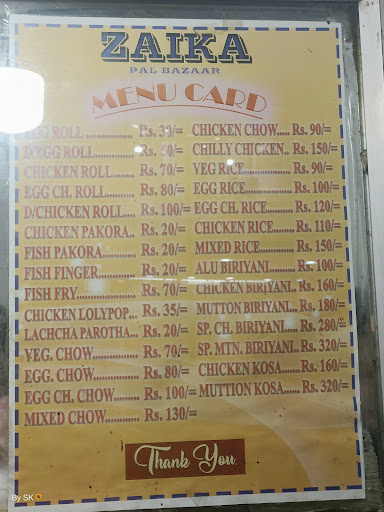 ZAIKA
PAL BAZAAR
MENU CARD
EGG ROLL ............... Rs. 30/=
D/EGG ROLL... Rs. 50/=
CHICKEN ROLL..... Rs. 70/=
EGG CH. ROLL....... Rs. 80/=
D/CHICKEN ROLL.... Rs. 100/=
CHICKEN PAKORA.. Rs. 20/=
FISH PAKORA......... Rs. 20/=
FISH FINGER.......... Rs. 20/=
FISH FRY................ Rs. 70/=
CHICKEN LOLYPOP... Rs. 35/=
LACHCHA PAROTHA... Rs. 20/=
VEG. CHOW............ Rs. 70/=
EGG. CHOW............ Rs. 80/=
EGG CH. CHOW....... Rs. 100/=
MIXED CHOW......... Rs. 130/=
CHICKEN CHOW..... Rs. 90/=
CHILLY CHICKEN.. Rs. 150/=
VEG RICE............. Rs. 90/=
EGG RICE............. Rs. 100/=
EGG CH. RICE....... Rs. 120/=
CHICKEN RICE....... Rs. 110/=
MIXED RICE.......... Rs. 150/=
ALU BIRIYANI......... Rs. 100/=
CHICKEN BIRIYANI.. Rs. 160/=
MUTTON BIRIYANI.. Rs. 180/=
SP. CH. BIRIYANI..... Rs. 280/=
SP. MTN. BIRIYANI.. Rs. 320/=
CHICKEN KOSA....... Rs. 160/=
MUTTION KOSA...... Rs. 320/=
Thank You
By SK